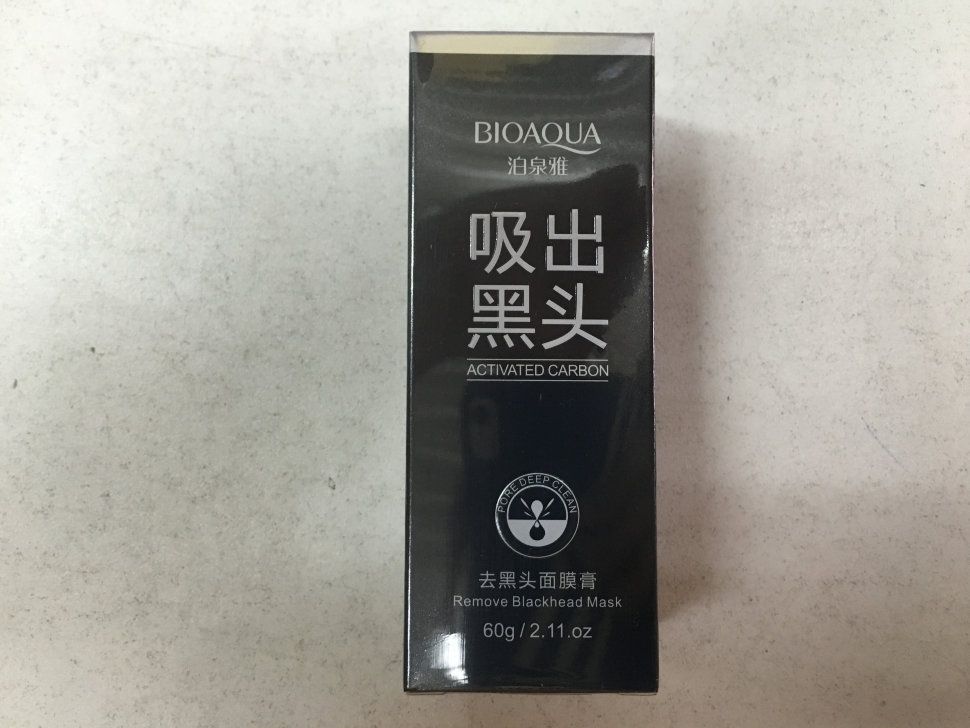 BIOAQUA
泊泉雅
吸出
黑头
ACTIVATED CARBON
PORE DEEP CLEAN
去黑头面膜膏
Remove Blackhead Mask
60g / 2.11.oz